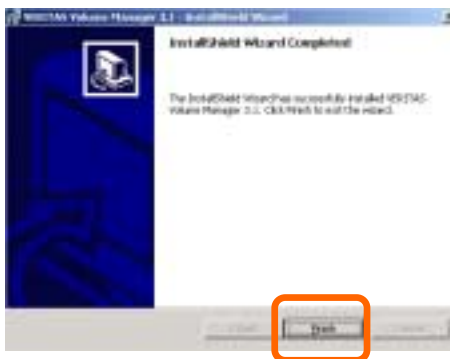 VERITAS Volume Manager 3.1 - InstallShield Wizard
InstallShield Wizard Completed
The InstallShield Wizard has successfully installed VERITAS
Volume Manager 3.1. Click Finish to exit the wizard.
Finish